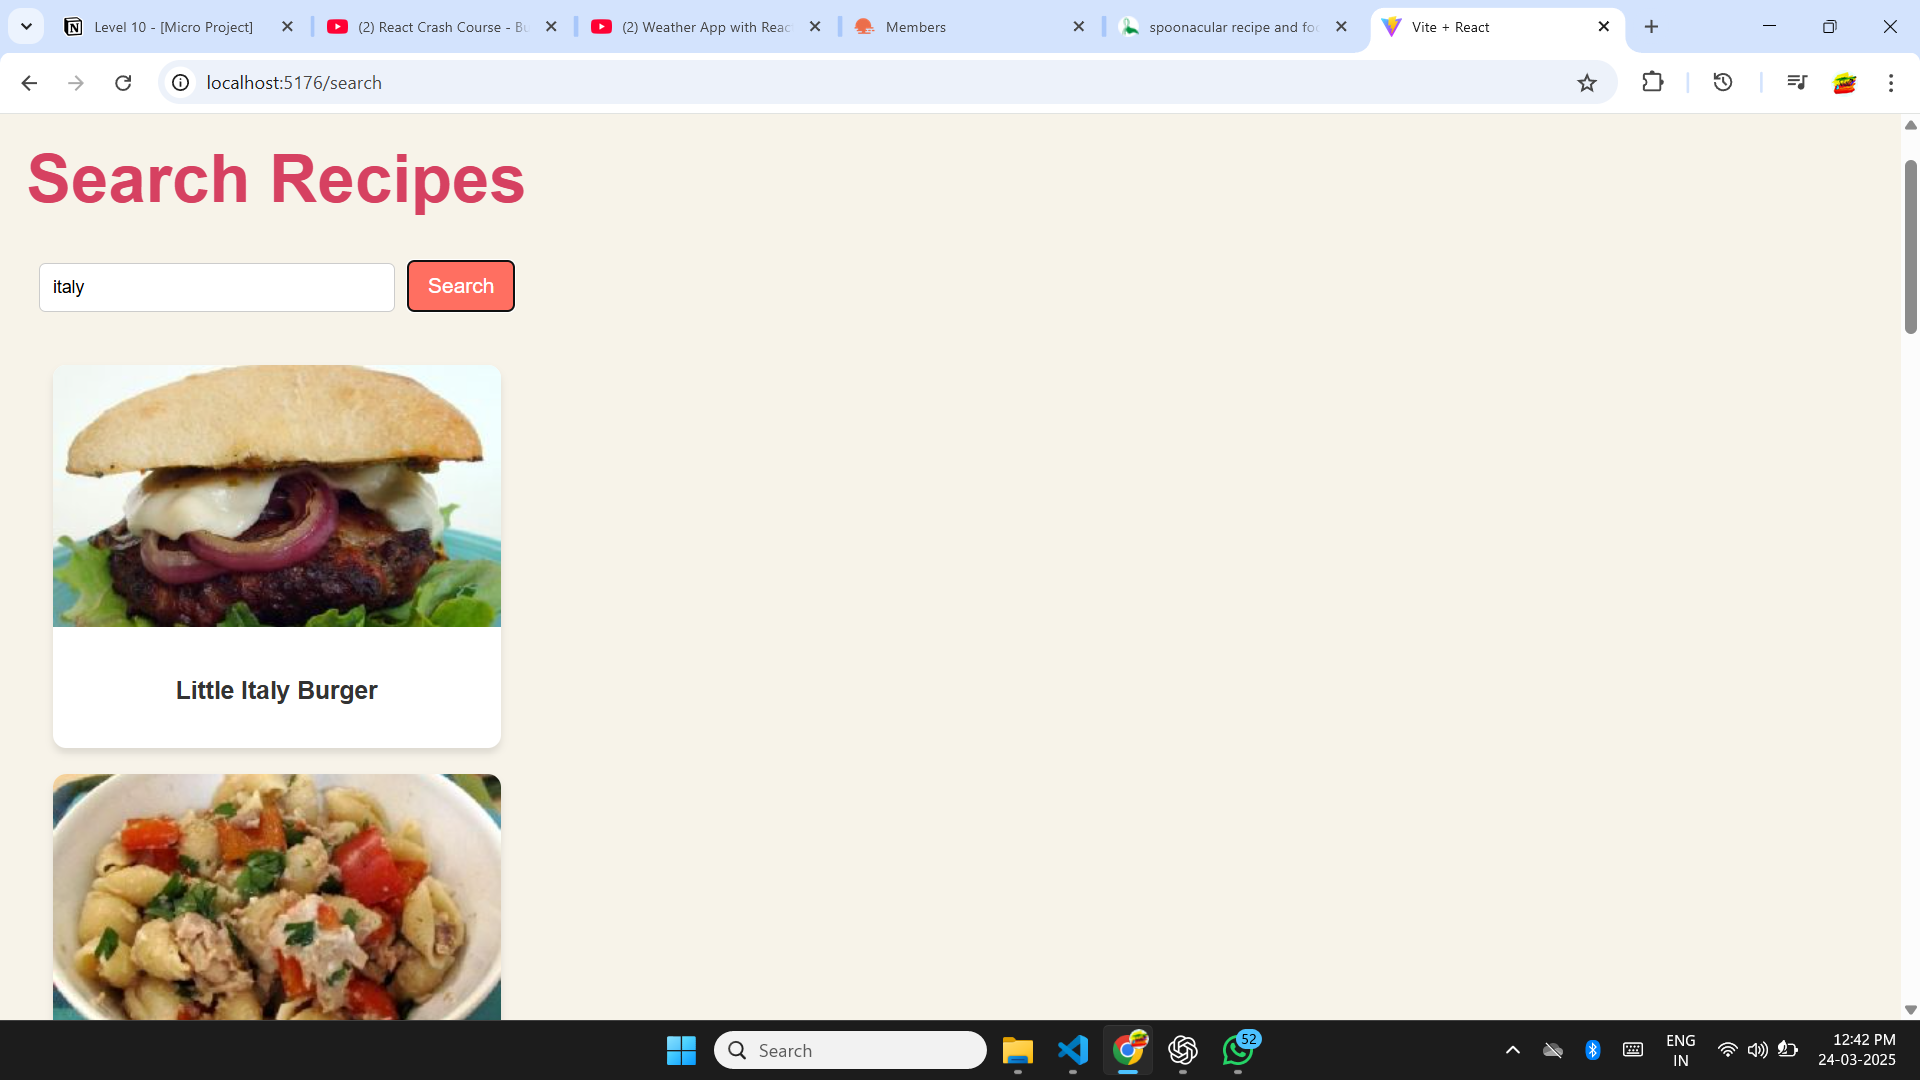 Level 10 - [Micro Project]
(2) React Crash Course - Bu
(2) Weather App with Reac
Members
spoonacular recipe and foo
Vite + React
localhost:5176/search
Search Recipes
italy
Search
Little Italy Burger
Search
52
ENG
IN
12:42 PM
24-03-2025